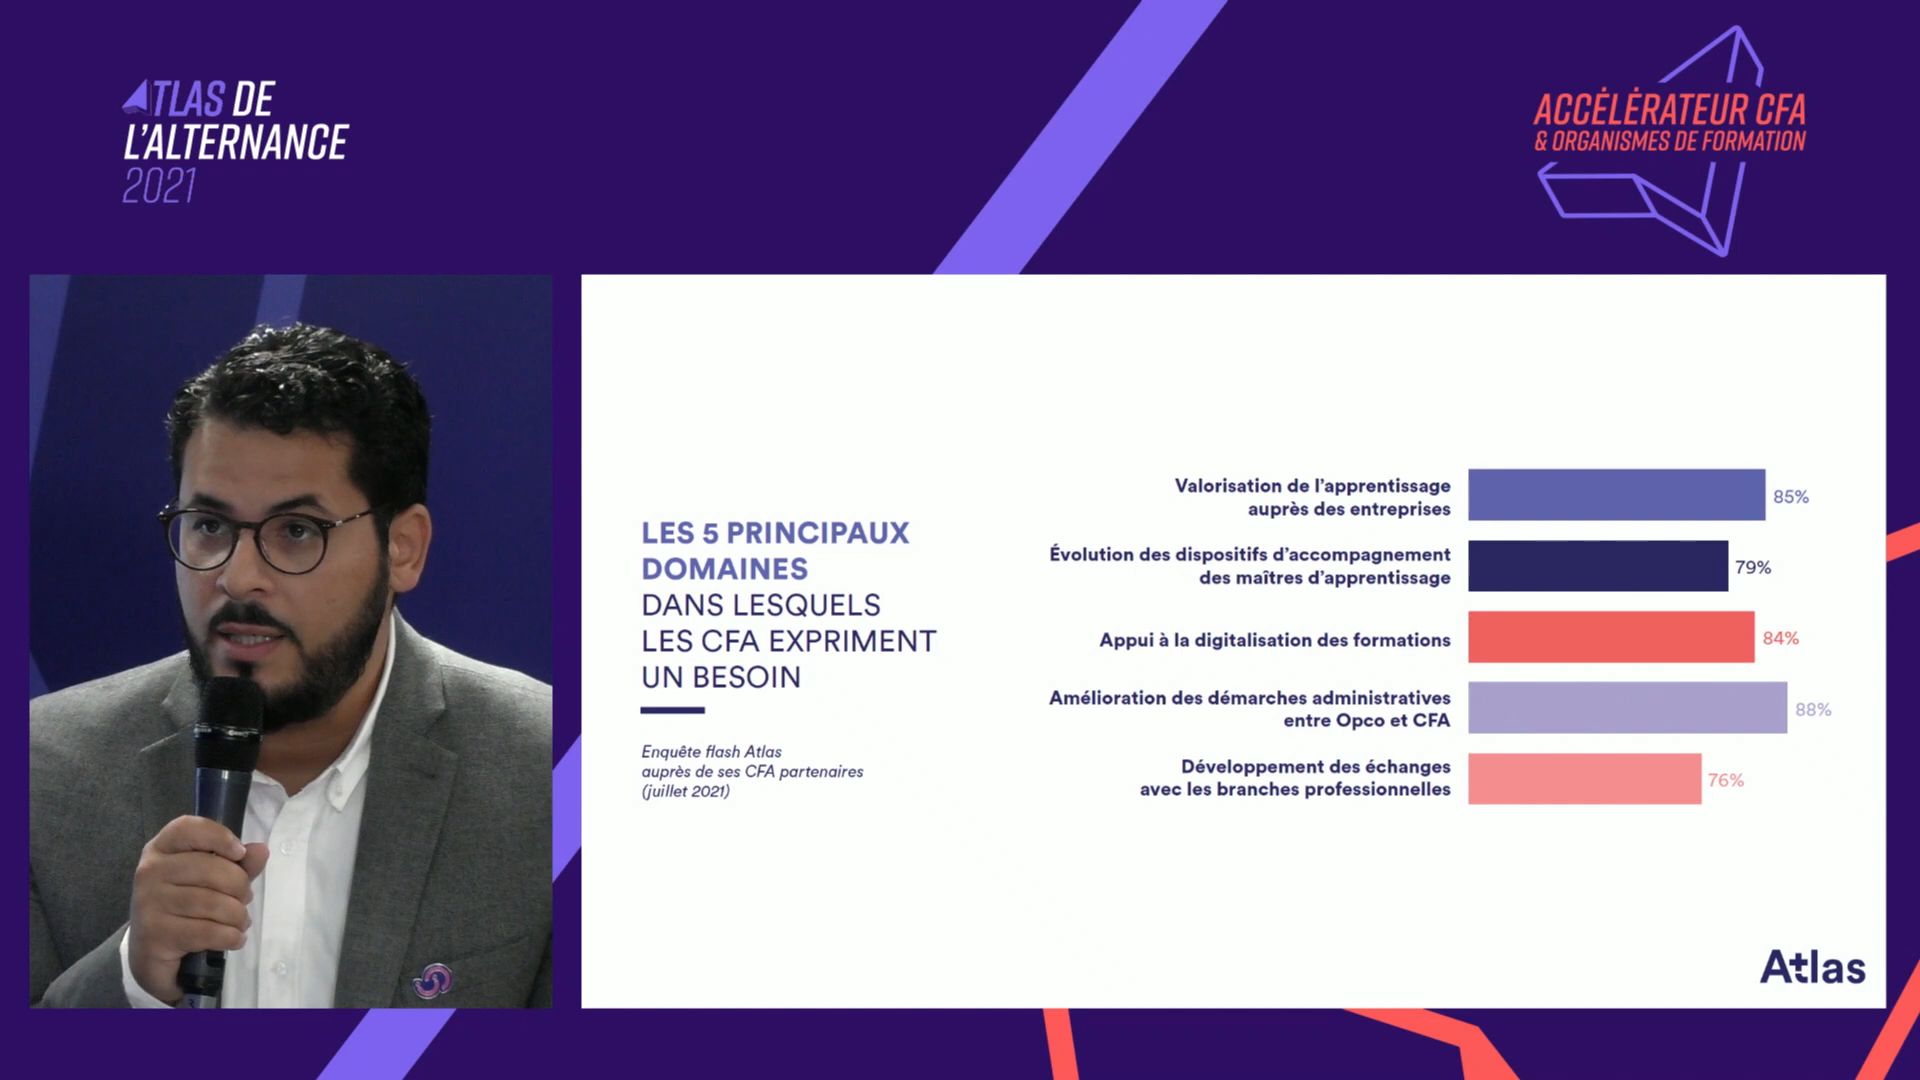 ATLAS DE
L'ALTERNANCE
2021
ACCÉLÉRATEUR CFA
& ORGANISMES DE FORMATION
LES 5 PRINCIPAUX
DOMAINES
DANS LESQUELS
LES CFA EXPRIMENT
UN BESOIN
Enquête flash Atlas
auprès de ses CFA partenaires
(juillet 2021)
Valorisation de l'apprentissage
auprès des entreprises
85%
Évolution des dispositifs d'accompagnement
des maîtres d'apprentissage
79%
Appui à la digitalisation des formations
84%
Amélioration des démarches administratives
entre Opco et CFA
88%
Développement des échanges
avec les branches professionnelles
76%
Atlas